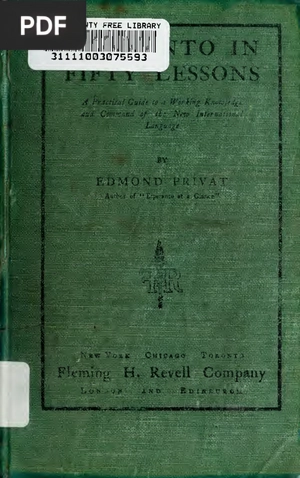 PDF
NTY FREE LIBRARY
31111003075593
NTO IN
FIFTY LESSONS
A Practical Guide to a Working Knowledge
and Command of the New International
Language
BY
EDMOND PRIVAT
Author of "Esperanto at a Glance"
NEW YORK CHICAGO TORONTO
Fleming H. Revell Company
LONDON AND EDINBURGH